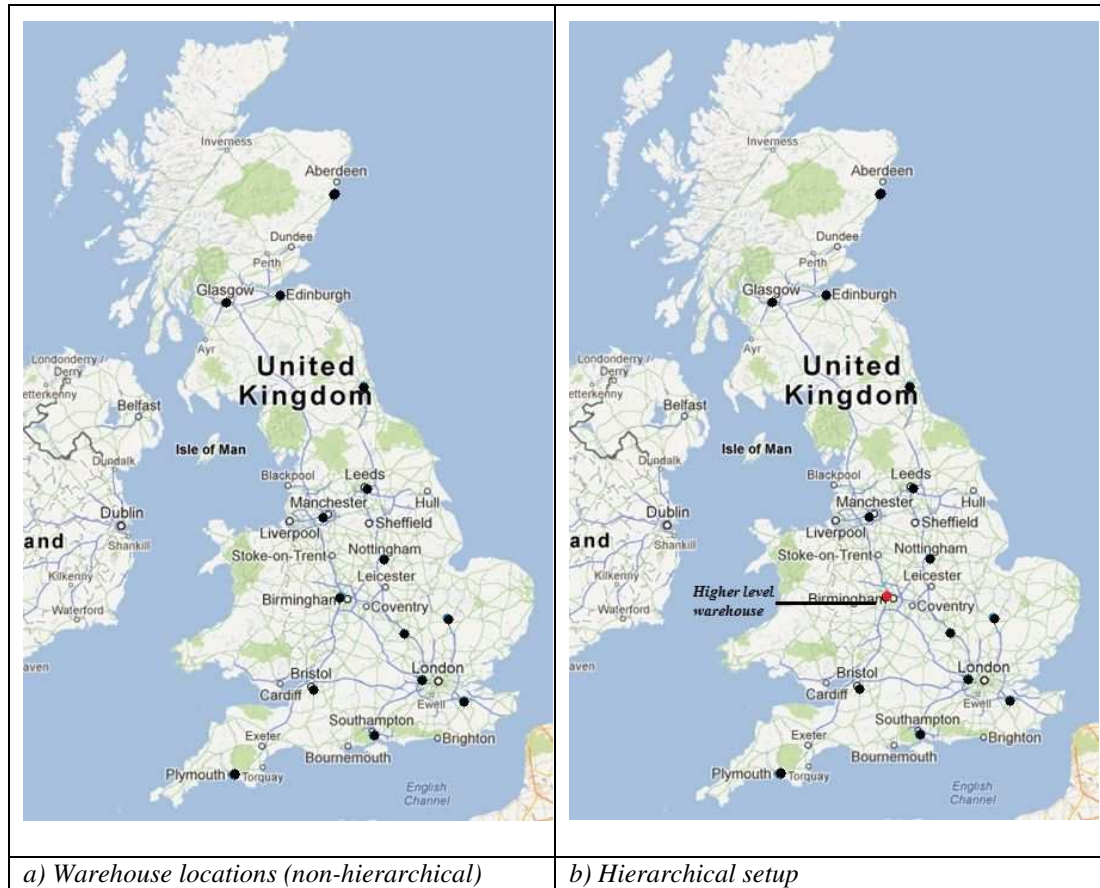 Inverness
Aberdeen
Dundee
Perth
Glasgow
Edinburgh
Ayr
United
Kingdom
Londonderry /
Derry
etterkenny
Belfast
Isle of Man
Dundalk
Blackpool
Leeds
Hull
Manchester
Dublin
Liverpool
Sheffield
Shankill
and
Stoke-on-Trent
Nottingham
Kilkenny
Leicester
Waterford
Birmingham
Coventry
aven
London
Bristol
Cardiff
Ewell
Southampton
Exeter
Brighton
Bournemouth
Plymouth
Torquay
English
Channel
a) Warehouse locations (non-hierarchical)
Inverness
Aberdeen
Dundee
Perth
Glasgow
Edinburgh
Ayr
United
Kingdom
Londonderry /
Derry
etterkenny
Belfast
Isle of Man
Dundalk
Blackpool
Leeds
Hull
Manchester
Dublin
Liverpool
Sheffield
Shankill
and
Stoke-on-Trent
Nottingham
Kilkenny
Leicester
Higher level
warehouse
Waterford
Birmingham
Coventry
aven
London
Bristol
Cardiff
Ewell
Southampton
Exeter
Brighton
Bournemouth
Plymouth
Torquay
English
Channel
b) Hierarchical setup